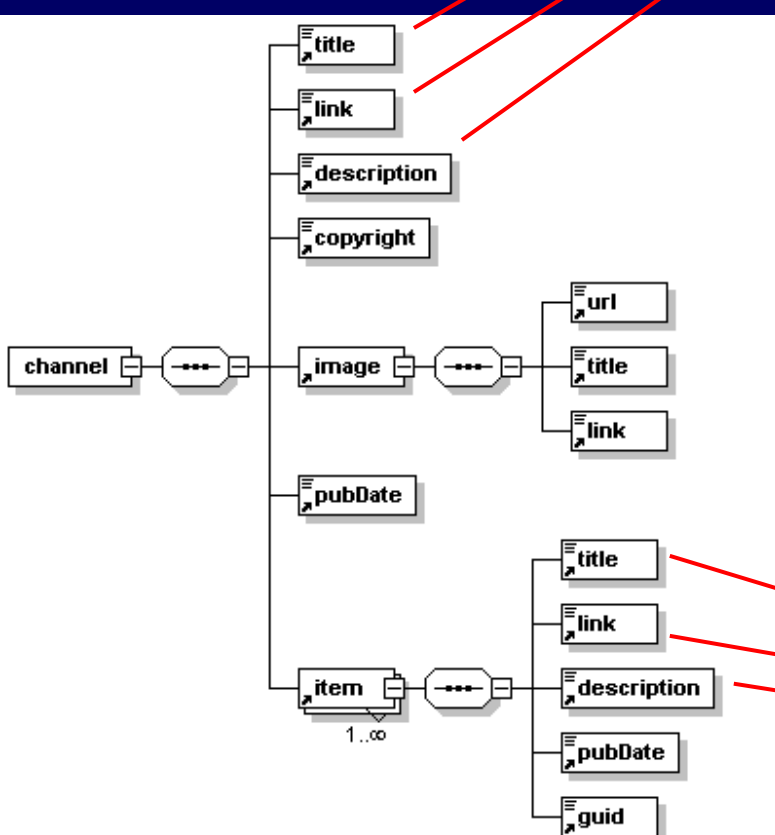 title
link
description
copyright
channel
image
url
title
link
pubDate
item
1..∞
title
link
description
pubDate
guid